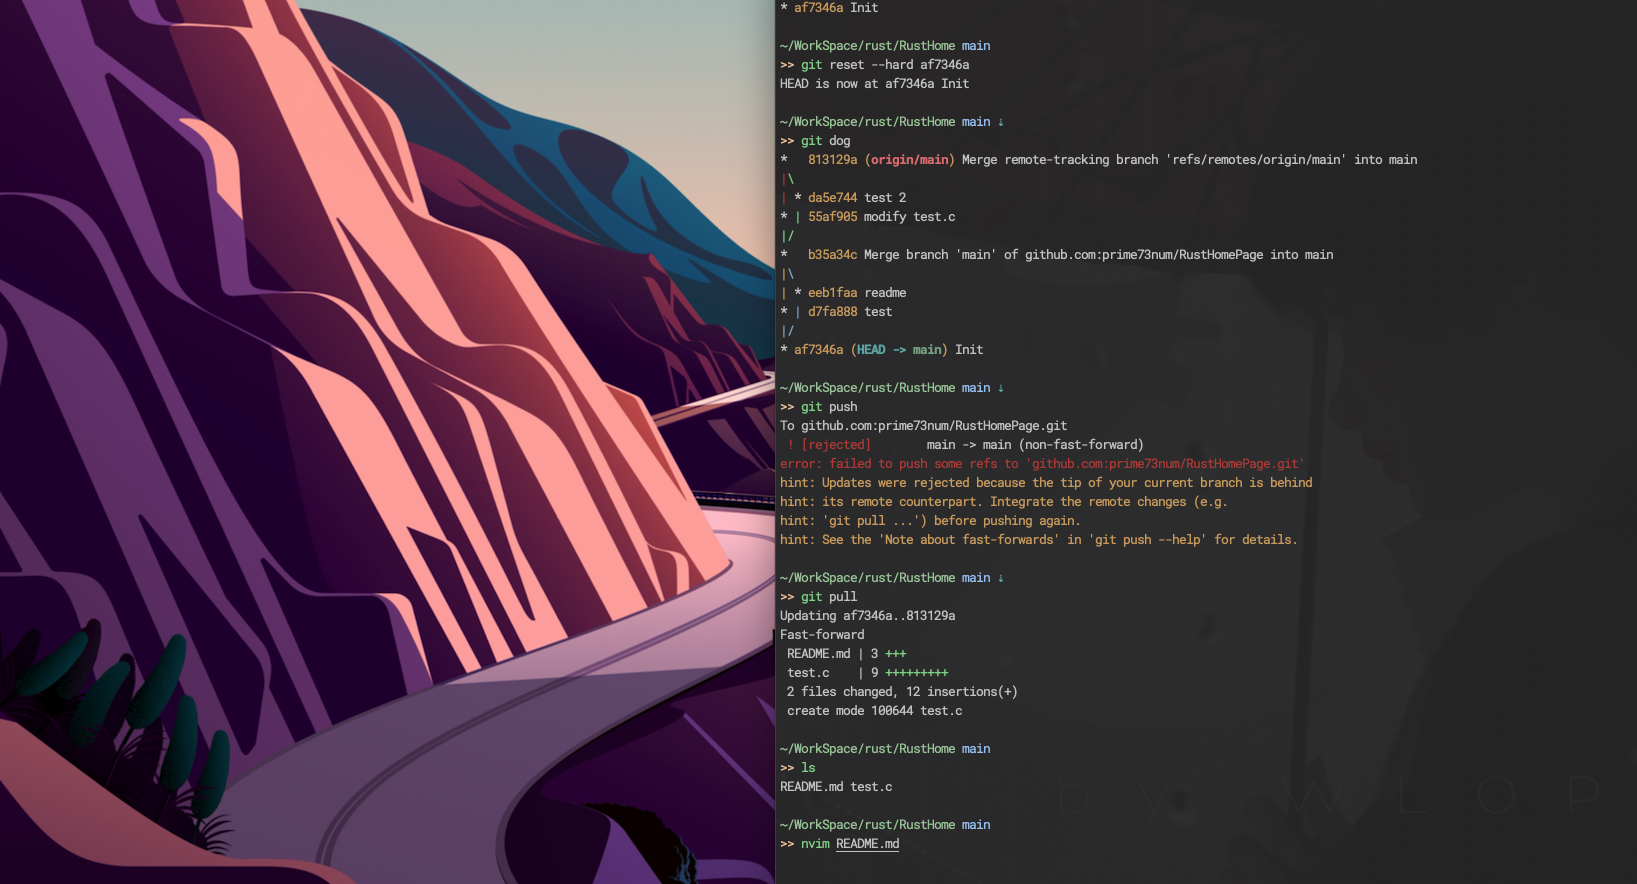 * af7346a Init
~/WorkSpace/rust/RustHome main
>> git reset --hard af7346a
HEAD is now at af7346a Init
~/WorkSpace/rust/RustHome main ⇣
>> git dog
*   813129a (origin/main) Merge remote-tracking branch 'refs/remotes/origin/main' into main
|\
| * da5e744 test 2
* | 55af905 modify test.c
|/
*   b35a34c Merge branch 'main' of github.com:prime73num/RustHomePage into main
|\
| * eeb1faa readme
* | d7fa888 test
|/
* af7346a (HEAD -> main) Init
~/WorkSpace/rust/RustHome main ⇣
>> git push
To github.com:prime73num/RustHomePage.git
 ! [rejected]        main -> main (non-fast-forward)
error: failed to push some refs to 'github.com:prime73num/RustHomePage.git'
hint: Updates were rejected because the tip of your current branch is behind
hint: its remote counterpart. Integrate the remote changes (e.g.
hint: 'git pull ...') before pushing again.
hint: See the 'Note about fast-forwards' in 'git push --help' for details.
~/WorkSpace/rust/RustHome main ⇣
>> git pull
Updating af7346a..813129a
Fast-forward
 README.md | 3 +++
 test.c    | 9 +++++++++
 2 files changed, 12 insertions(+)
 create mode 100644 test.c
~/WorkSpace/rust/RustHome main
>> ls
README.md test.c
~/WorkSpace/rust/RustHome main
>> nvim README.md
by WLOP